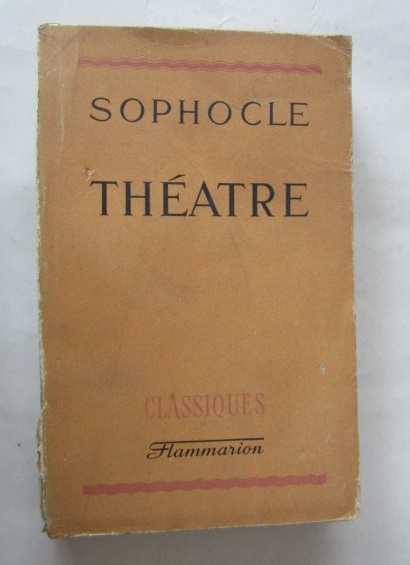 SOPHOCLE
THÉATRE
CLASSIQUES
Flammarion